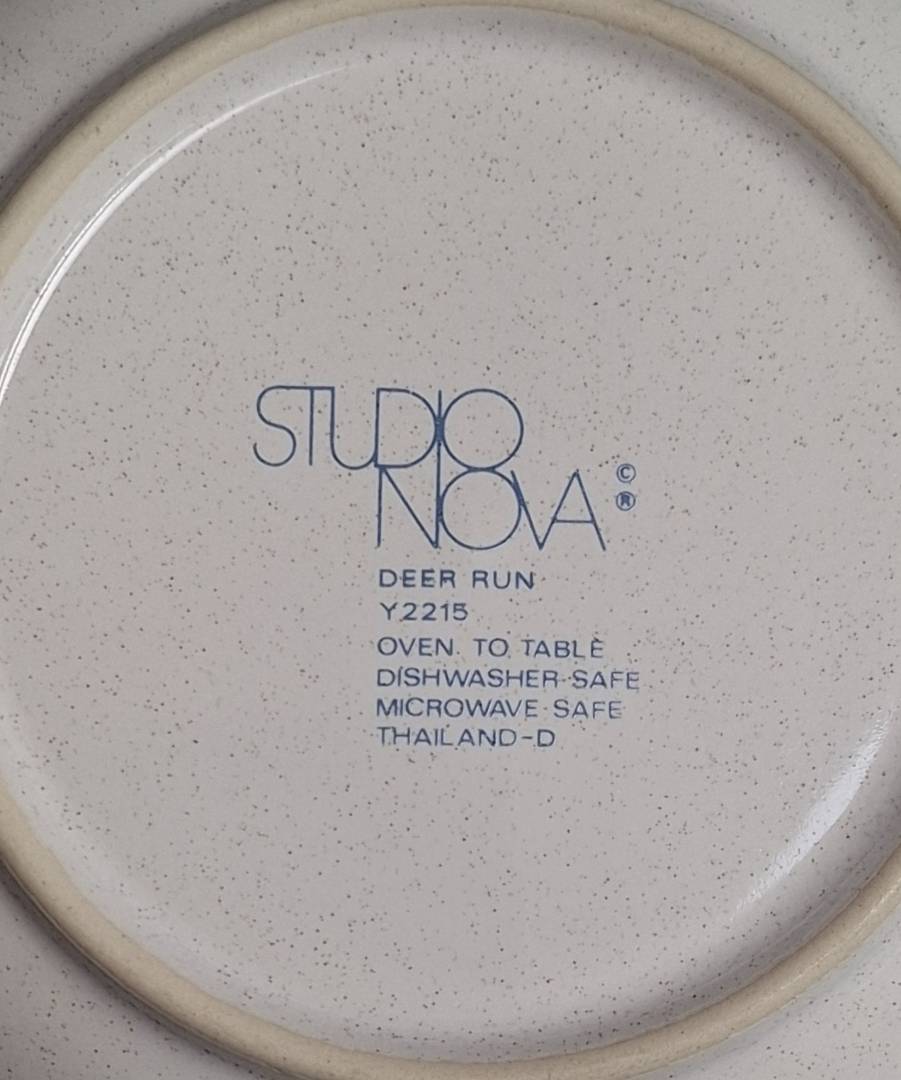 STUDIO
NOVA © ®
DEER RUN
Y2215
OVEN TO TABLE
DISHWASHER SAFE
MICROWAVE SAFE
THAILAND-D